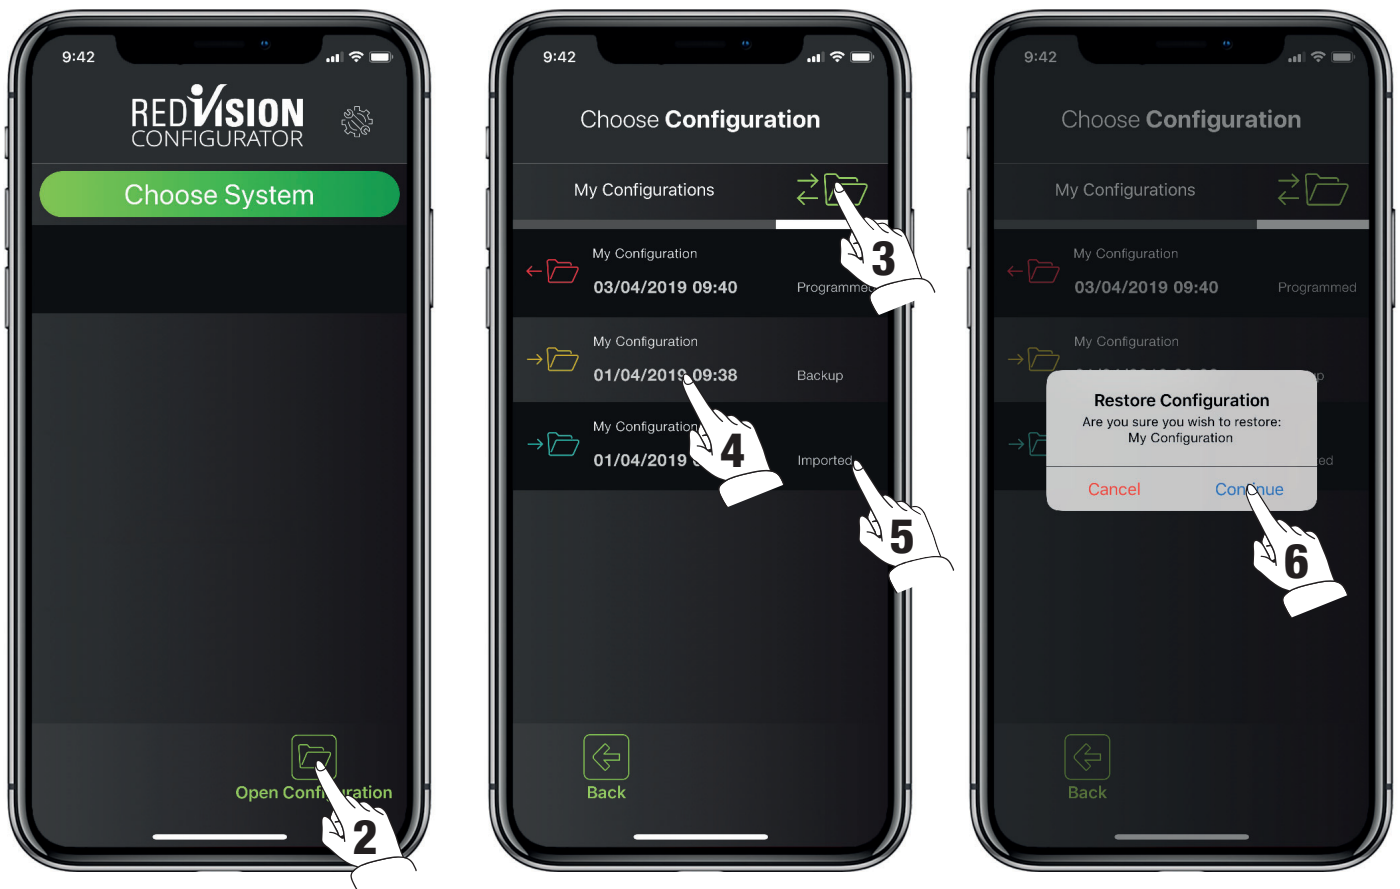 9:42
REDVISION
CONFIGURATOR
Choose System
Open Configuration
2
9:42
Choose Configuration
My Configurations
3
My Configuration
03/04/2019 09:40
Programmed
My Configuration
01/04/2019 09:38
Backup
4
My Configuration
01/04/2019
Imported
5
Back
9:42
Choose Configuration
My Configurations
My Configuration
03/04/2019 09:40
Programmed
My Configuration
Restore Configuration
Are you sure you wish to restore:
My Configuration
Cancel
Continue
6
Back